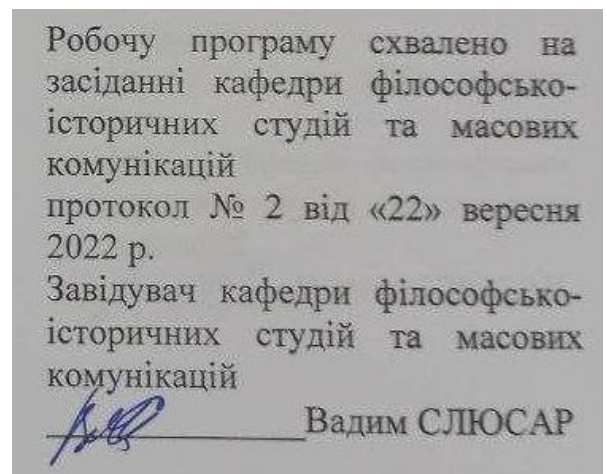 Робочу програму схвалено на
засіданні кафедри філософсько-
історичних студій та масових
комунікацій
протокол № 2 від «22» вересня
2022 р.
Завідувач кафедри філософсько-
історичних студій та масових
комунікацій
Вадим СЛЮСАР